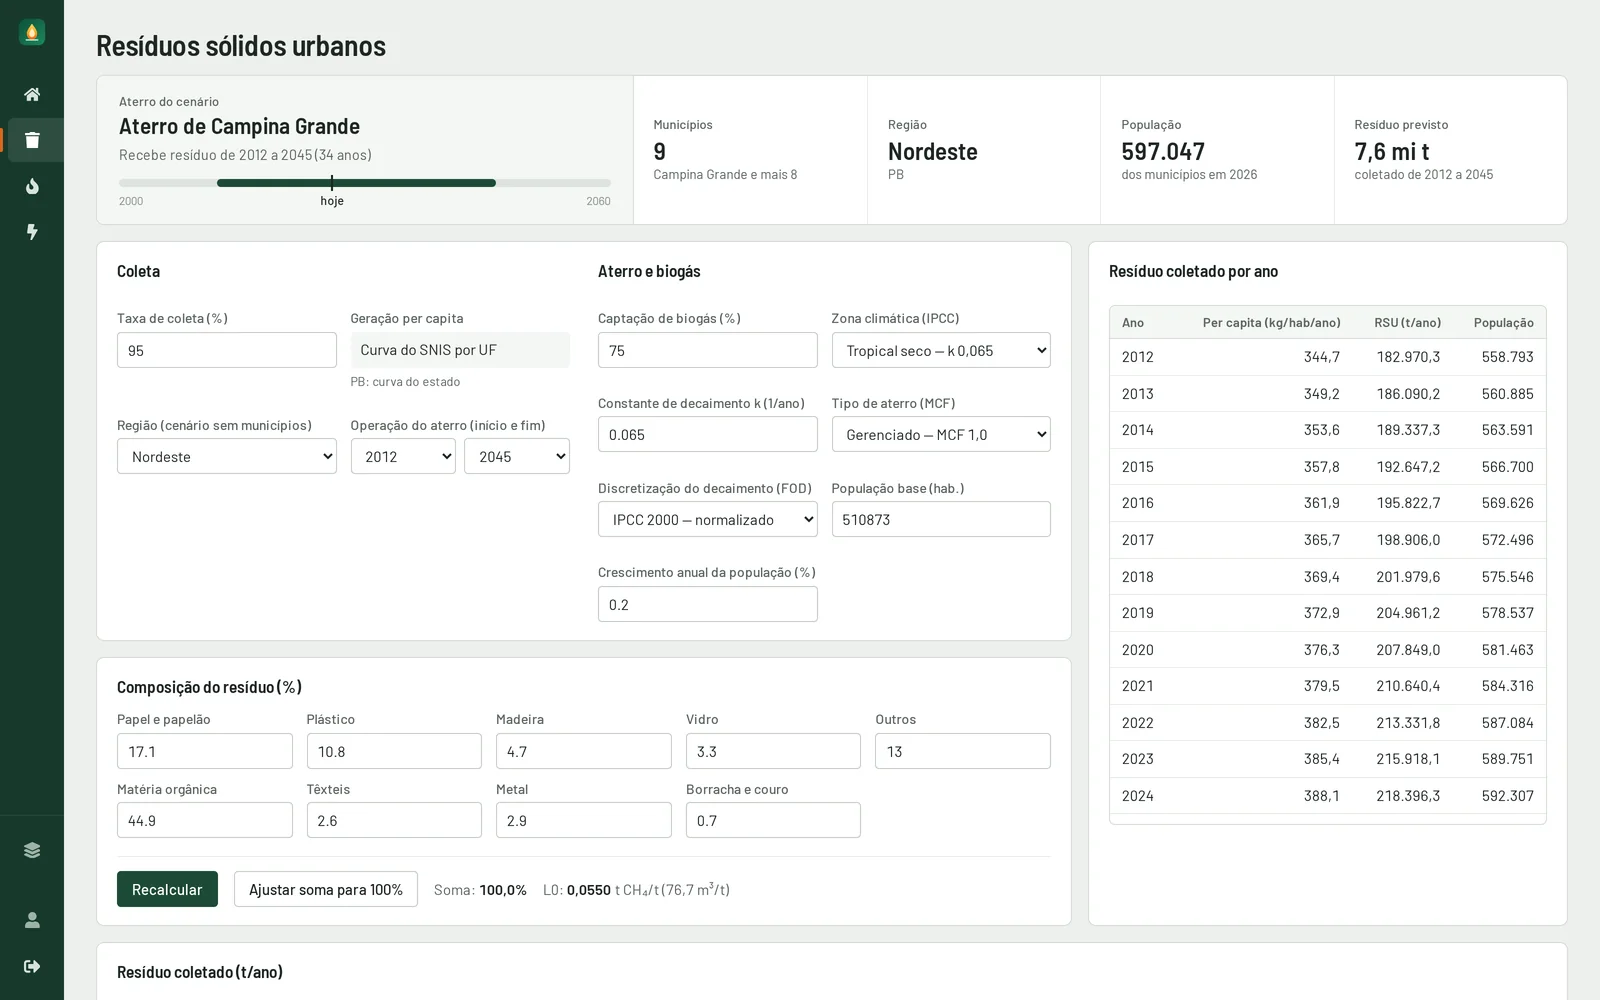 Resíduos sólidos urbanos
Aterro do cenário
Aterro de Campina Grande
Recebe resíduo de 2012 a 2045 (34 anos)
2000 hoje 2060
Municípios
9
Campina Grande e mais 8
Região
Nordeste
PB
População
597.047
dos municípios em 2026
Resíduo previsto
7,6 mi t
coletado de 2012 a 2045
Coleta
Taxa de coleta (%) Geração per capita
95 Curva do SNIS por UF
PB: curva do estado
Região (cenário sem municípios) Operação do aterro (início e fim)
Nordeste 2012 2045
Aterro e biogás
Captação de biogás (%) Zona climática (IPCC)
75 Tropical seco — k 0,065
Constante de decaimento k (1/ano) Tipo de aterro (MCF)
0.065 Gerenciado — MCF 1,0
Discretização do decaimento (FOD) População base (hab.)
IPCC 2000 — normalizado 510873
Crescimento anual da população (%)
0.2
Resíduo coletado por ano
Ano Per capita (kg/hab/ano) RSU (t/ano) População
2012 344,7 182.970,3 558.793
2013 349,2 186.090,2 560.885
2014 353,6 189.337,3 563.591
2015 357,8 192.647,2 566.700
2016 361,9 195.822,7 569.626
2017 365,7 198.906,0 572.496
2018 369,4 201.979,6 575.546
2019 372,9 204.961,2 578.537
2020 376,3 207.849,0 581.463
2021 379,5 210.640,4 584.316
2022 382,5 213.331,8 587.084
2023 385,4 215.918,1 589.751
2024 388,1 218.396,3 592.307
Composição do resíduo (%)
Papel e papelão Plástico Madeira Vidro Outros
17.1 10.8 4.7 3.3 13
Matéria orgânica Têxteis Metal Borracha e couro
44.9 2.6 2.9 0.7
Recalcular Ajustar soma para 100% Soma: 100,0% L0: 0,0550 t CH₄/t (76,7 m³/t)
Resíduo coletado (t/ano)